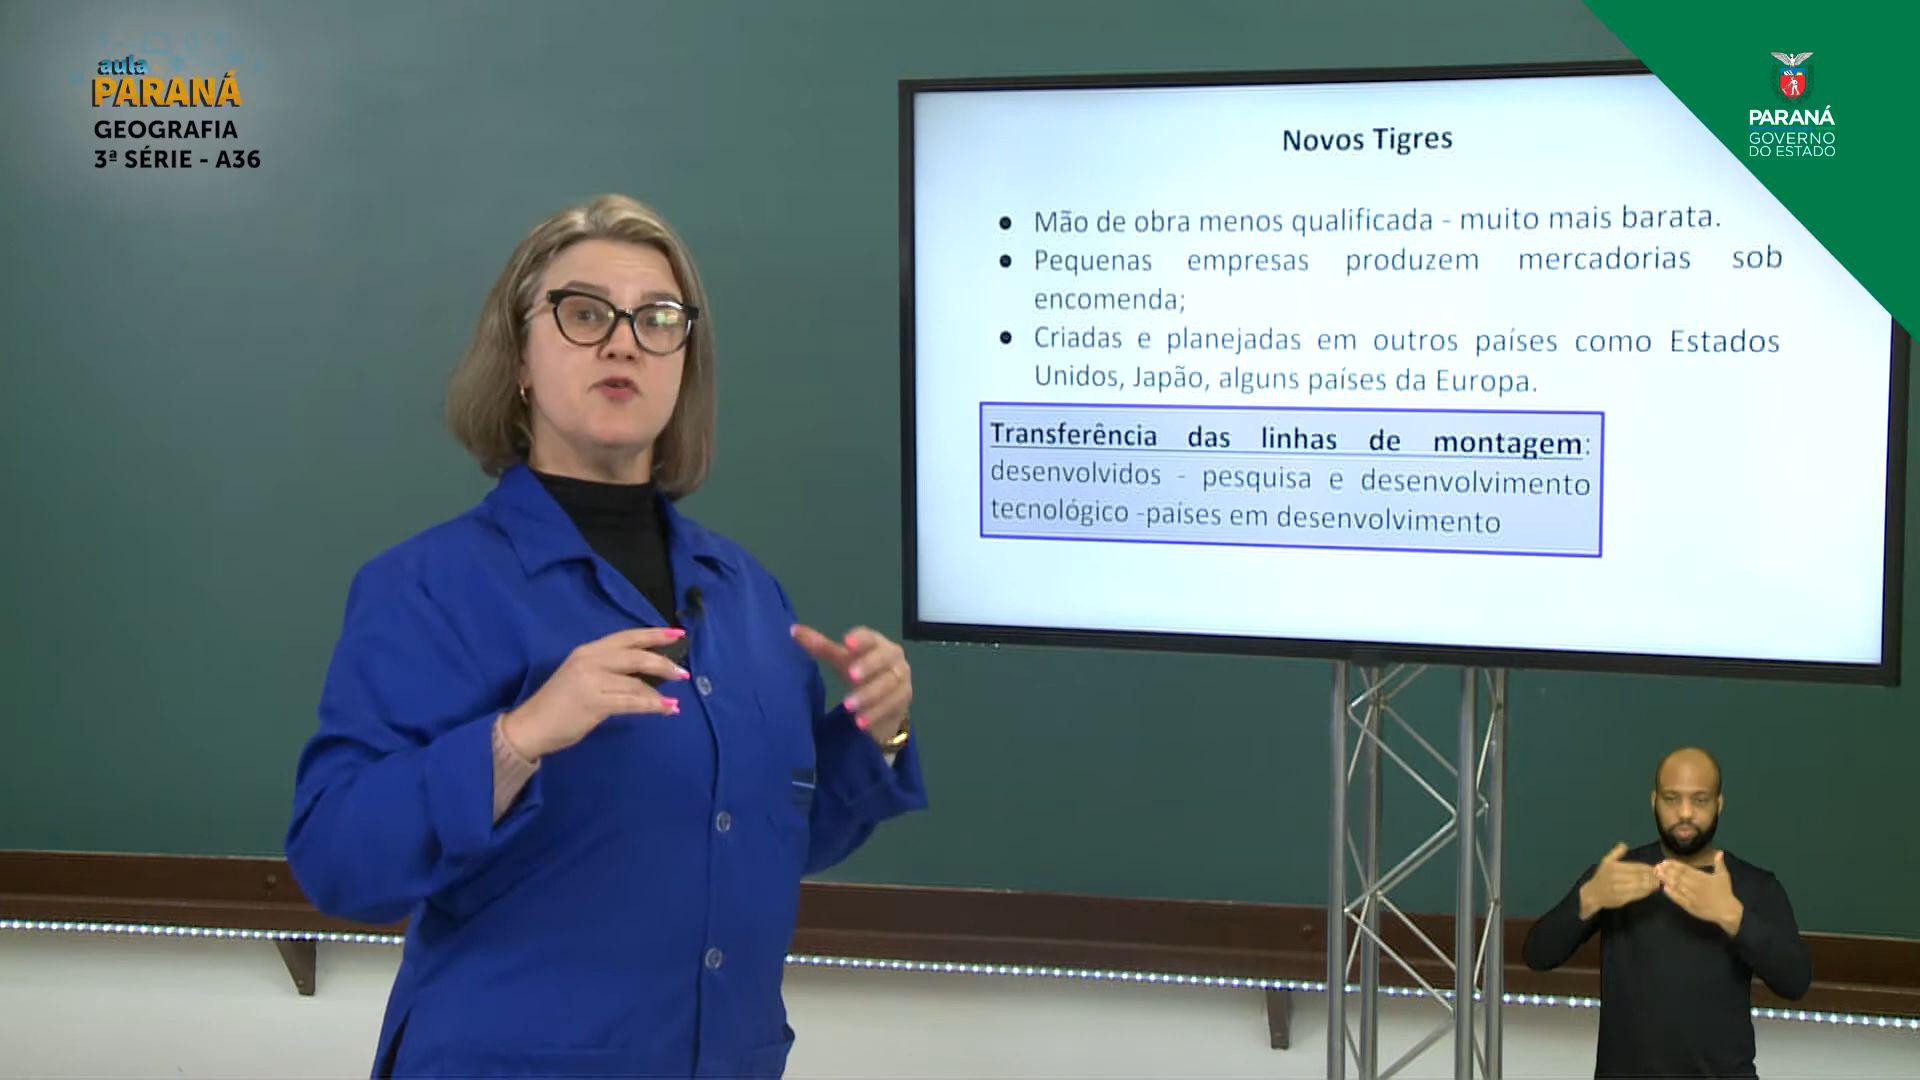 aula
PARANÁ
GEOGRAFIA
3ª SÉRIE - A36
PARANÁ
GOVERNO
DO ESTADO
Novos Tigres
● Mão de obra menos qualificada - muito mais barata.
● Pequenas empresas produzem mercadorias sob
encomenda;
● Criadas e planejadas em outros países como Estados
Unidos, Japão, alguns países da Europa.
Transferência das linhas de montagem:
desenvolvidos - pesquisa e desenvolvimento
tecnológico -países em desenvolvimento